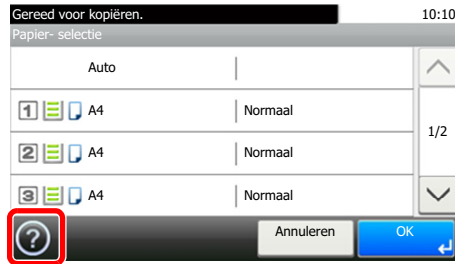 Gereed voor kopiëren. 10:10
Papier- selectie
Auto
1 A4 Normaal
1/2
2 A4 Normaal
3 A4 Normaal
? Annuleren OK